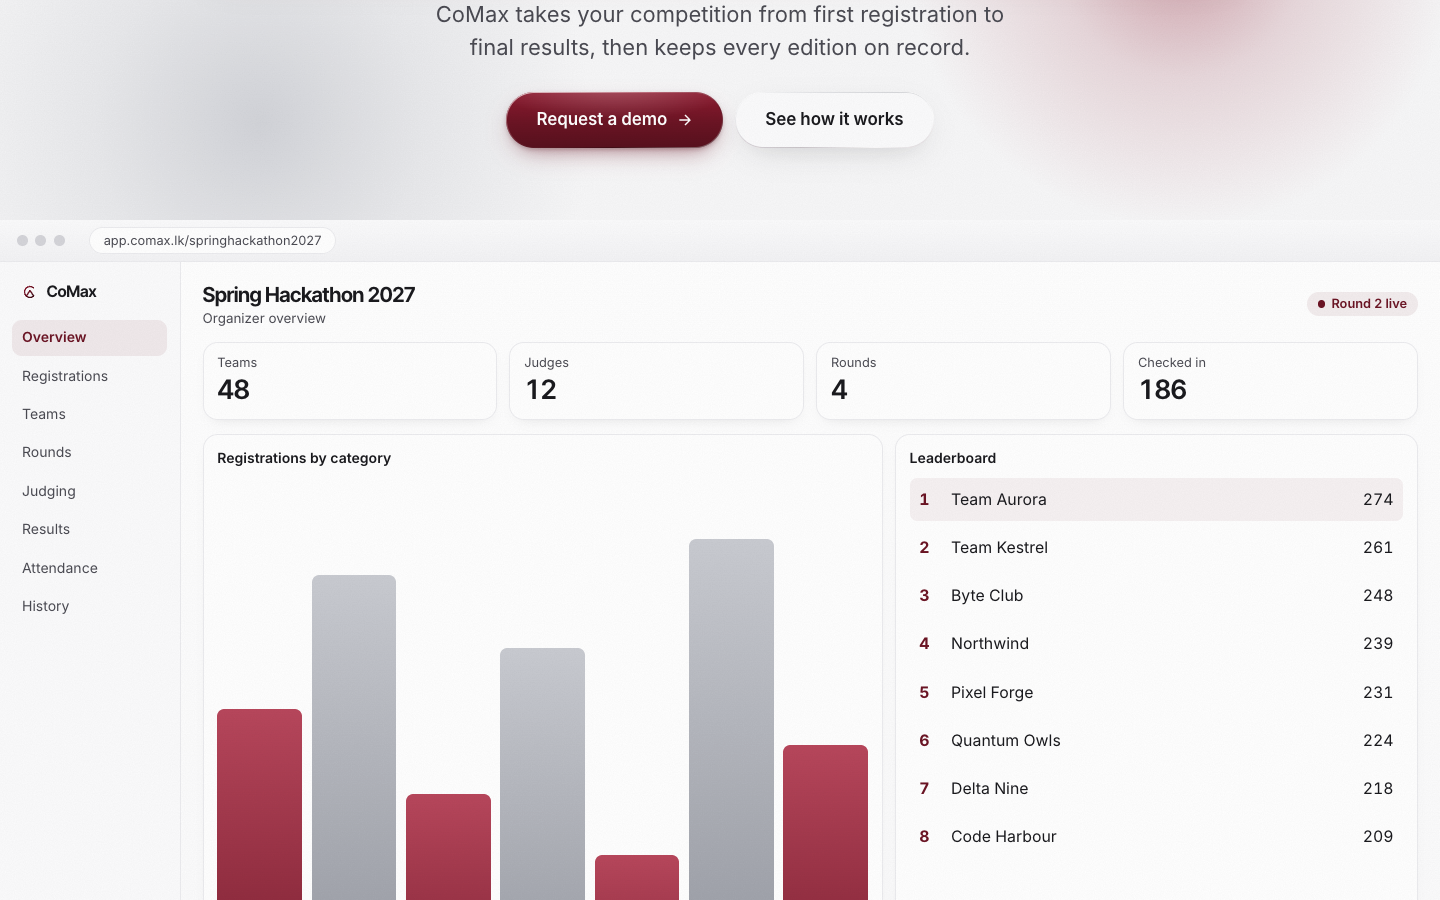 CoMax takes your competition from first registration to
final results, then keeps every edition on record.
Request a demo →
See how it works
app.comax.lk/springhackathon2027
CoMax
Overview
Registrations
Teams
Rounds
Judging
Results
Attendance
History
Spring Hackathon 2027
Organizer overview
Round 2 live
Teams
48
Judges
12
Rounds
4
Checked in
186
Registrations by category
Leaderboard
1 Team Aurora 274
2 Team Kestrel 261
3 Byte Club 248
4 Northwind 239
5 Pixel Forge 231
6 Quantum Owls 224
7 Delta Nine 218
8 Code Harbour 209